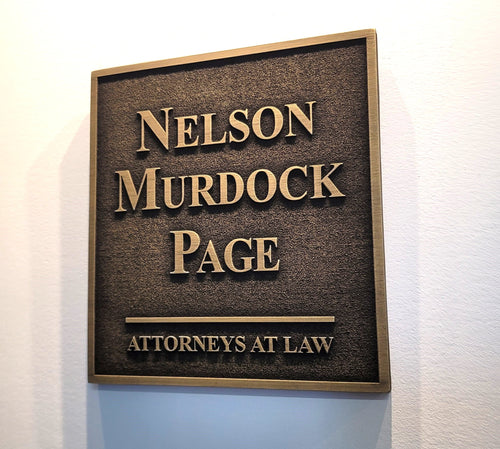 NELSON
MURDOCK
PAGE
ATTORNEYS AT LAW